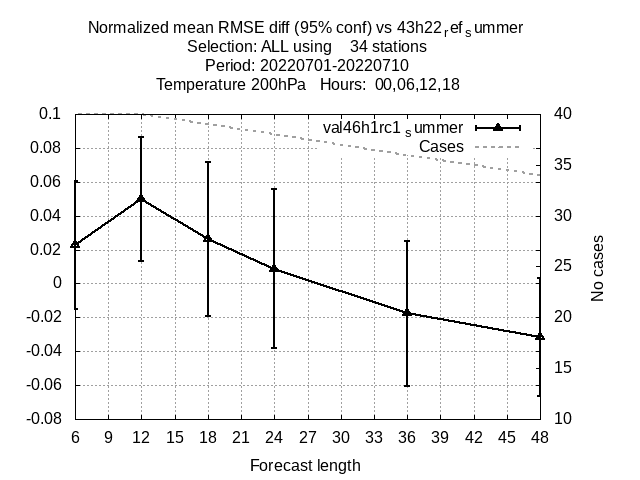 Normalized mean RMSE diff (95% conf) vs 43h22ref summer
Selection: ALL using 34 stations
Period: 20220701-20220710
Temperature 200hPa Hours: 00,06,12,18
val46h1rc1summer
Cases
0.1
0.08
0.06
0.04
0.02
0
-0.02
-0.04
-0.06
-0.08
40
35
30
25
20
15
10
No cases
6 9 12 15 18 21 24 27 30 33 36 39 42 45 48
Forecast length